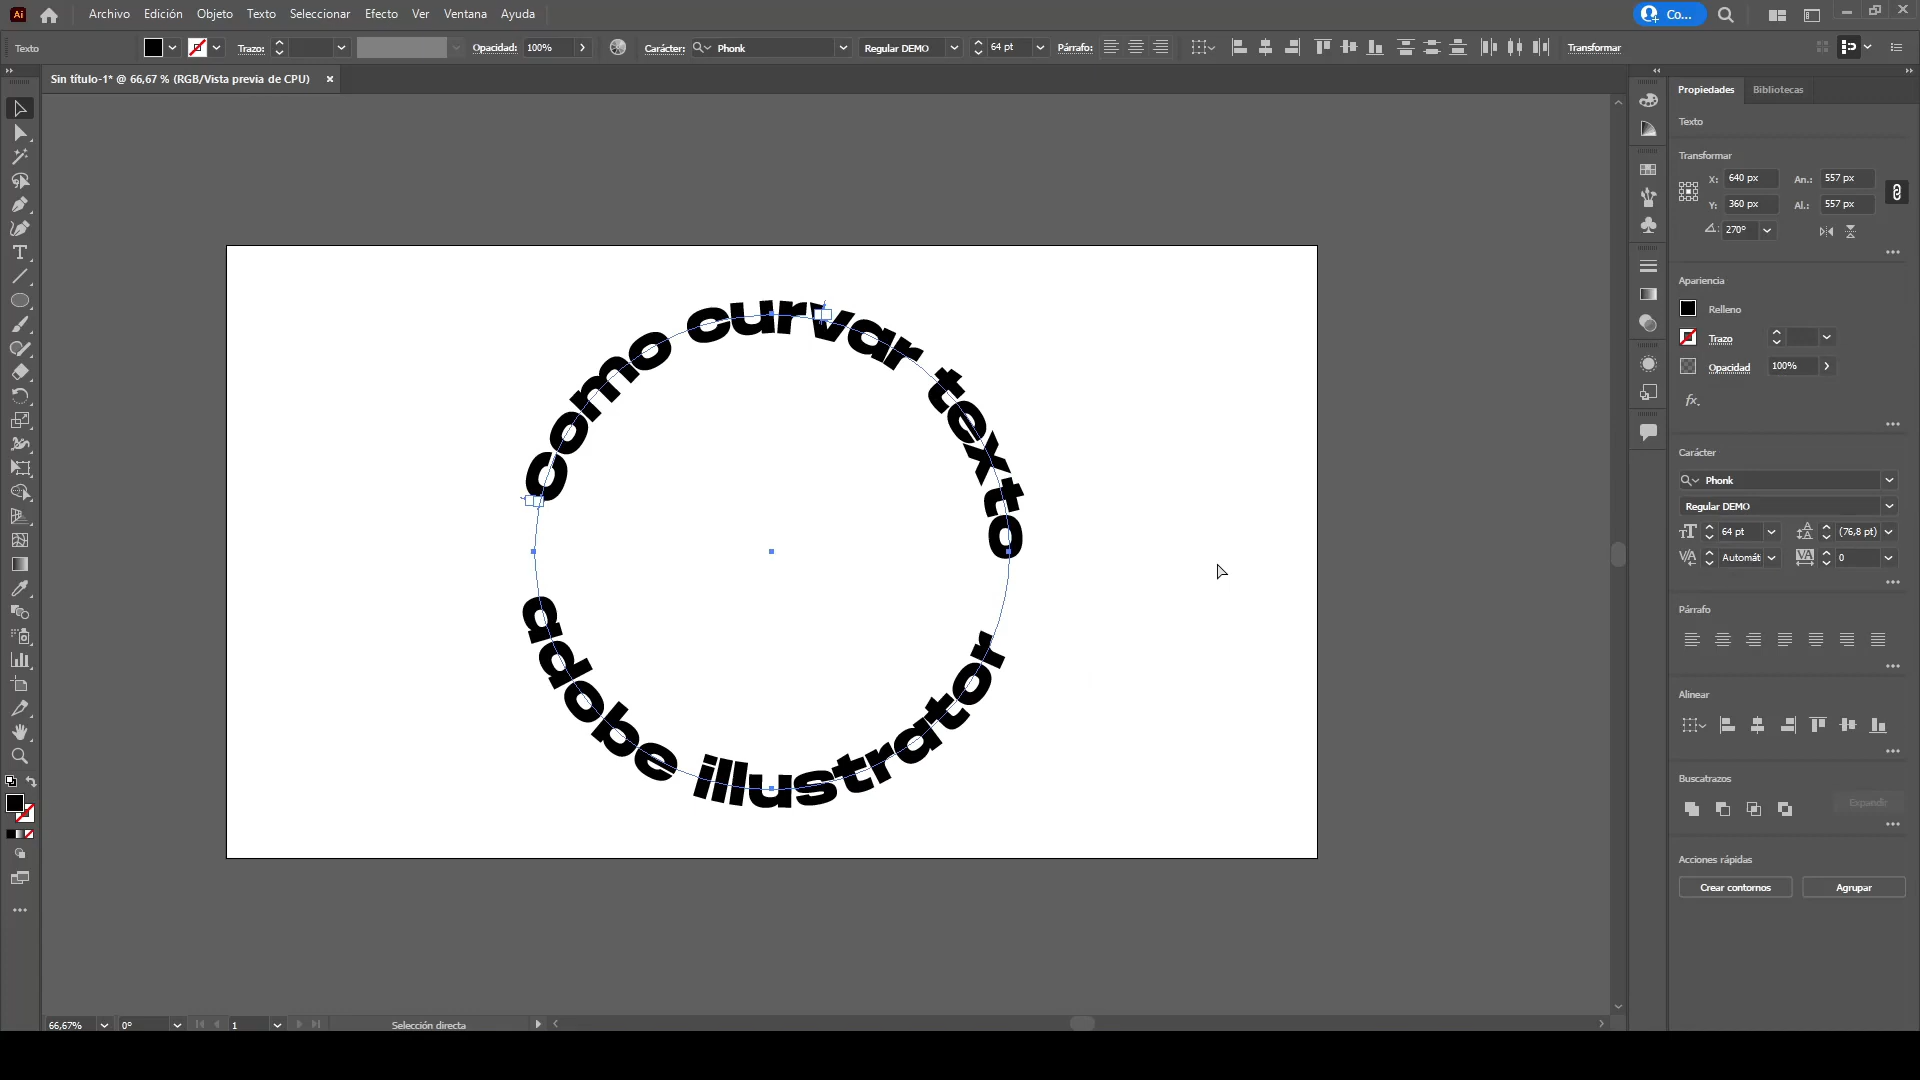 Ai
Archivo Edición Objeto Texto Seleccionar Efecto Ver Ventana Ayuda
Co...
Texto
Trazo:
Opacidad: 100%
Carácter: Phonk
Regular DEMO
64 pt
Párrafo:
Transformar
Sin título-1* @ 66,67 % (RGB/Vista previa de CPU) ×
Como curvar texto
adobe illustrator
Propiedades Bibliotecas
Texto
Transformar
X: 640 px An.: 557 px
Y: 360 px Al.: 557 px
270°
Apariencia
Relleno
Trazo
Opacidad 100%
fx.
Carácter
Phonk
Regular DEMO
64 pt (76,8 pt)
Automát 0
Párrafo
Alinear
Buscatrazos
Expandir
Acciones rápidas
Crear contornos Agrupar
66,67% 0° 1 Selección directa